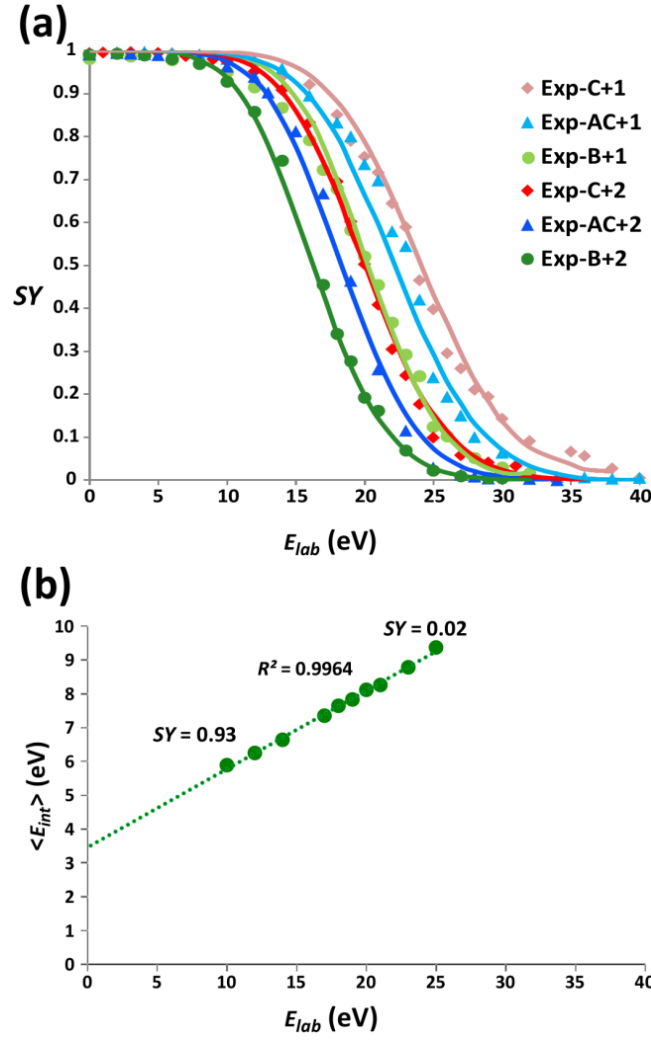 (a)
1
0.9
0.8
0.7
0.6
0.5
0.4
0.3
0.2
0.1
0
SY
0 5 10 15 20 25 30 35 40
E_lab (eV)
Exp-C+1
Exp-AC+1
Exp-B+1
Exp-C+2
Exp-AC+2
Exp-B+2
(b)
10
9
8
7
6
5
4
3
2
1
0
<E_int> (eV)
SY = 0.93
R² = 0.9964
SY = 0.02
0 5 10 15 20 25 30 35 40
E_lab (eV)